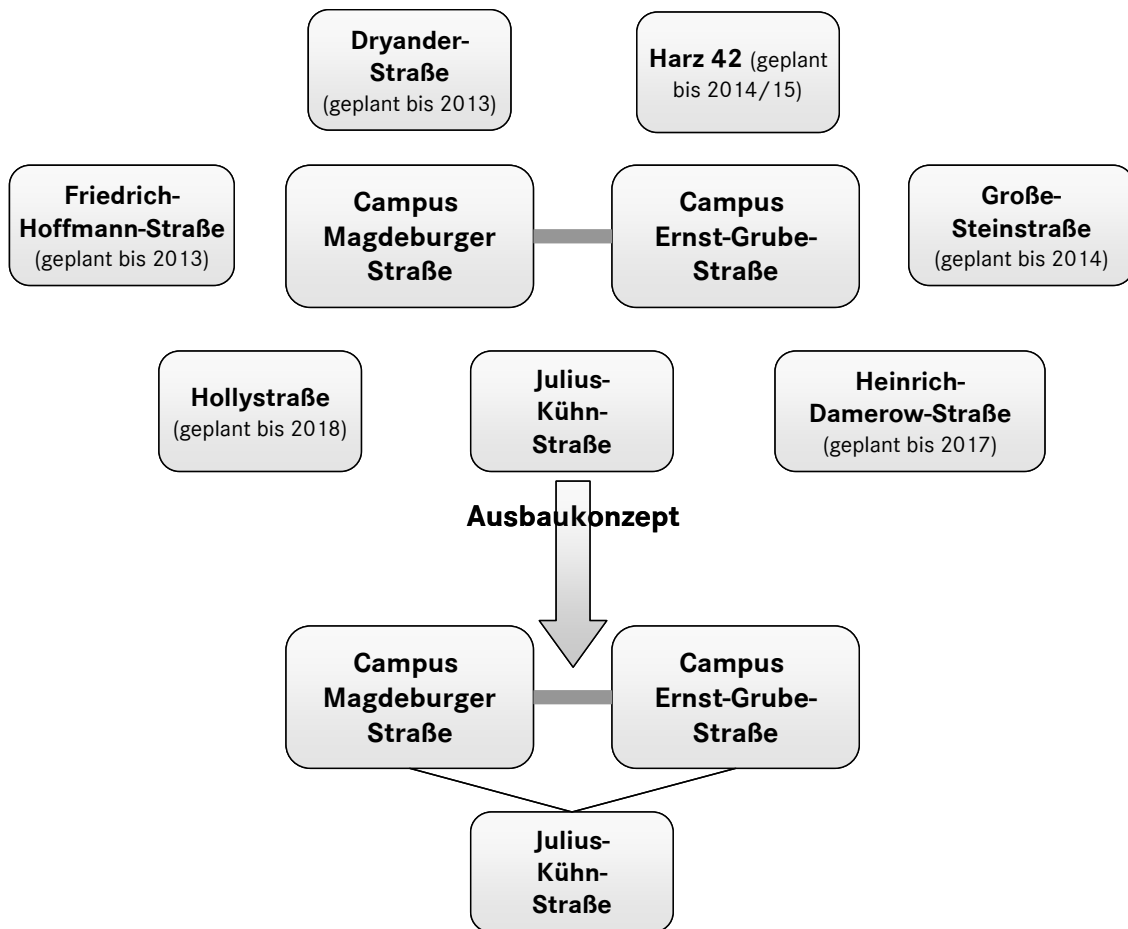 Dryander-
Straße
(geplant bis 2013)
Harz 42 (geplant
bis 2014/15)
Friedrich-
Hoffmann-Straße
(geplant bis 2013)
Campus
Magdeburger
Straße
Campus
Ernst-Grube-
Straße
Große-
Steinstraße
(geplant bis 2014)
Hollystraße
(geplant bis 2018)
Julius-
Kühn-
Straße
Heinrich-
Damerow-Straße
(geplant bis 2017)
Ausbaukonzept
Campus
Magdeburger
Straße
Campus
Ernst-Grube-
Straße
Julius-
Kühn-
Straße